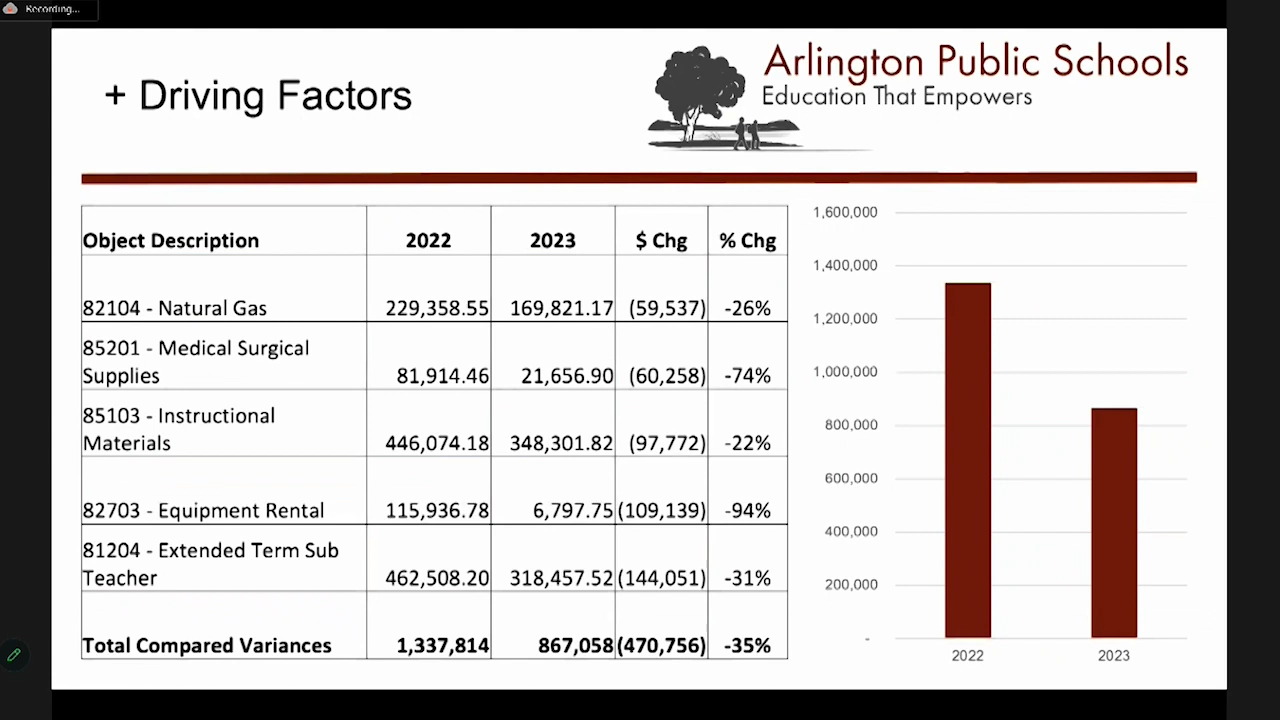 Recording...
+ Driving Factors
Arlington Public Schools
Education That Empowers
Object Description 2022 2023 $ Chg % Chg
82104 - Natural Gas 229,358.55 169,821.17 (59,537) -26%
85201 - Medical Surgical
Supplies 81,914.46 21,656.90 (60,258) -74%
85103 - Instructional
Materials 446,074.18 348,301.82 (97,772) -22%
82703 - Equipment Rental 115,936.78 6,797.75 (109,139) -94%
81204 - Extended Term Sub
Teacher 462,508.20 318,457.52 (144,051) -31%
Total Compared Variances 1,337,814 867,058 (470,756) -35%
1,600,000
1,400,000
1,200,000
1,000,000
800,000
600,000
400,000
200,000
-
2022 2023